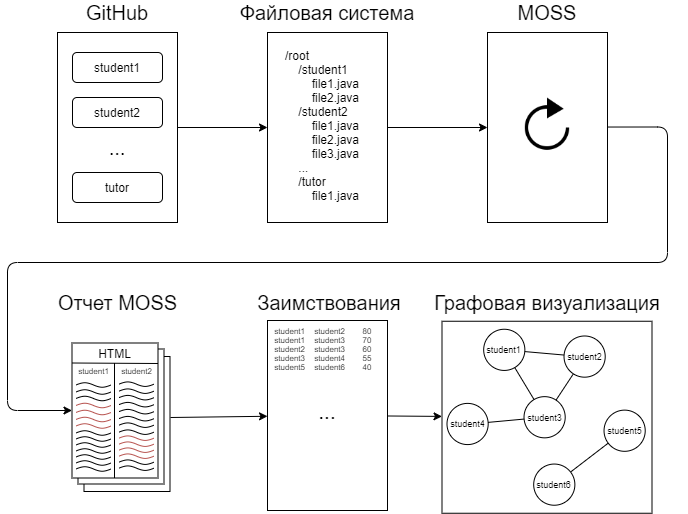 GitHub
student1
student2
...
tutor
Файловая система
/root
/student1
file1.java
file2.java
/student2
file1.java
file2.java
file3.java
...
/tutor
file1.java
MOSS
Отчет MOSS
HTML
student1 student2
Заимствования
student1 student2 80
student1 student3 70
student2 student3 60
student3 student4 55
student5 student6 40
...
Графовая визуализация
student1
student2
student3
student4
student5
student6